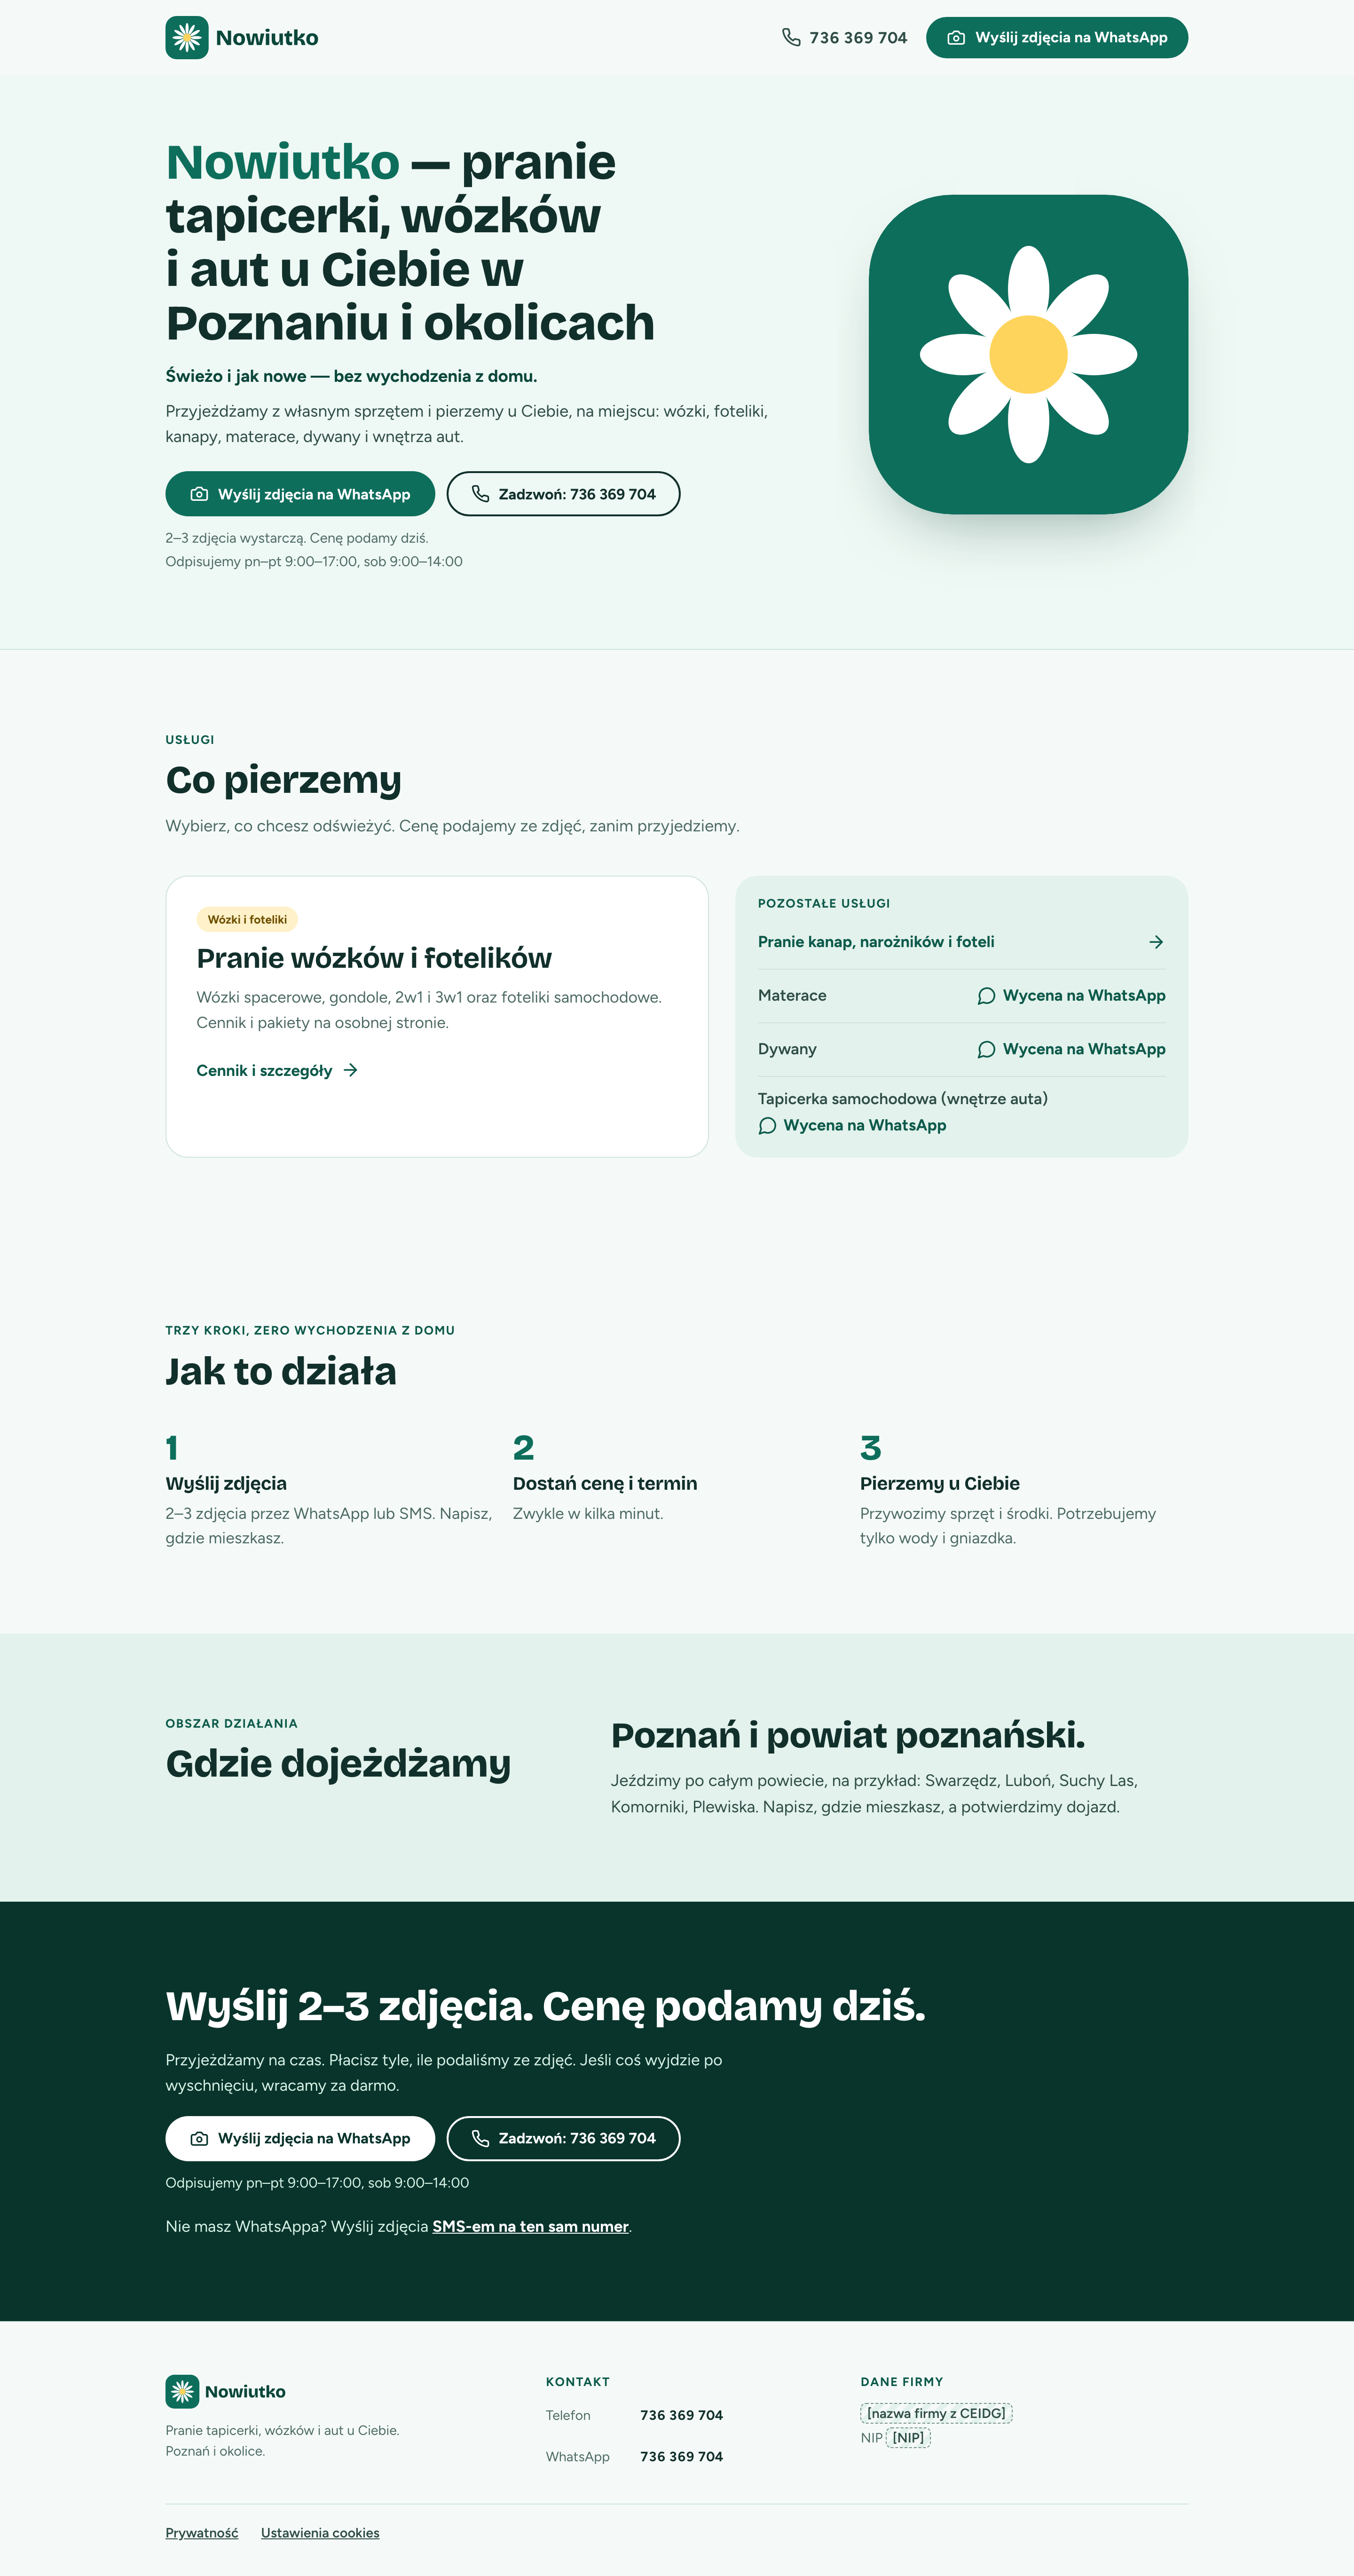 Nowiutko
736 369 704
Wyślij zdjęcia na WhatsApp
Nowiutko — pranie
tapicerki, wózków
i aut u Ciebie w
Poznaniu i okolicach
Świeżo i jak nowe — bez wychodzenia z domu.
Przyjeżdżamy z własnym sprzętem i pierzemy u Ciebie, na miejscu: wózki, foteliki,
kanapy, materace, dywany i wnętrza aut.
Wyślij zdjęcia na WhatsApp
Zadzwoń: 736 369 704
2–3 zdjęcia wystarczą. Cenę podamy dziś.
Odpisujemy pn–pt 9:00–17:00, sob 9:00–14:00
USŁUGI
Co pierzemy
Wybierz, co chcesz odświeżyć. Cenę podajemy ze zdjęć, zanim przyjedziemy.
Wózki i foteliki
Pranie wózków i fotelików
Wózki spacerowe, gondole, 2w1 i 3w1 oraz foteliki samochodowe.
Cennik i pakiety na osobnej stronie.
Cennik i szczegóły
POZOSTAŁE USŁUGI
Pranie kanap, narożników i foteli
Materace
Wycena na WhatsApp
Dywany
Wycena na WhatsApp
Tapicerka samochodowa (wnętrze auta)
Wycena na WhatsApp
TRZY KROKI, ZERO WYCHODZENIA Z DOMU
Jak to działa
1
Wyślij zdjęcia
2–3 zdjęcia przez WhatsApp lub SMS. Napisz,
gdzie mieszkasz.
2
Dostań cenę i termin
Zwykle w kilka minut.
3
Pierzemy u Ciebie
Przywozimy sprzęt i środki. Potrzebujemy
tylko wody i gniazdka.
OBSZAR DZIAŁANIA
Gdzie dojeżdżamy
Poznań i powiat poznański.
Jeździmy po całym powiecie, na przykład: Swarzędz, Luboń, Suchy Las,
Komorniki, Plewiska. Napisz, gdzie mieszkasz, a potwierdzimy dojazd.
Wyślij 2–3 zdjęcia. Cenę podamy dziś.
Przyjeżdżamy na czas. Płacisz tyle, ile podaliśmy ze zdjęć. Jeśli coś wyjdzie po
wyschnięciu, wracamy za darmo.
Wyślij zdjęcia na WhatsApp
Zadzwoń: 736 369 704
Odpisujemy pn–pt 9:00–17:00, sob 9:00–14:00
Nie masz WhatsAppa? Wyślij zdjęcia SMS-em na ten sam numer.
Nowiutko
Pranie tapicerki, wózków i aut u Ciebie.
Poznań i okolice.
KONTAKT
Telefon 736 369 704
WhatsApp 736 369 704
DANE FIRMY
[nazwa firmy z CEIDG]
NIP [NIP]
Prywatność
Ustawienia cookies